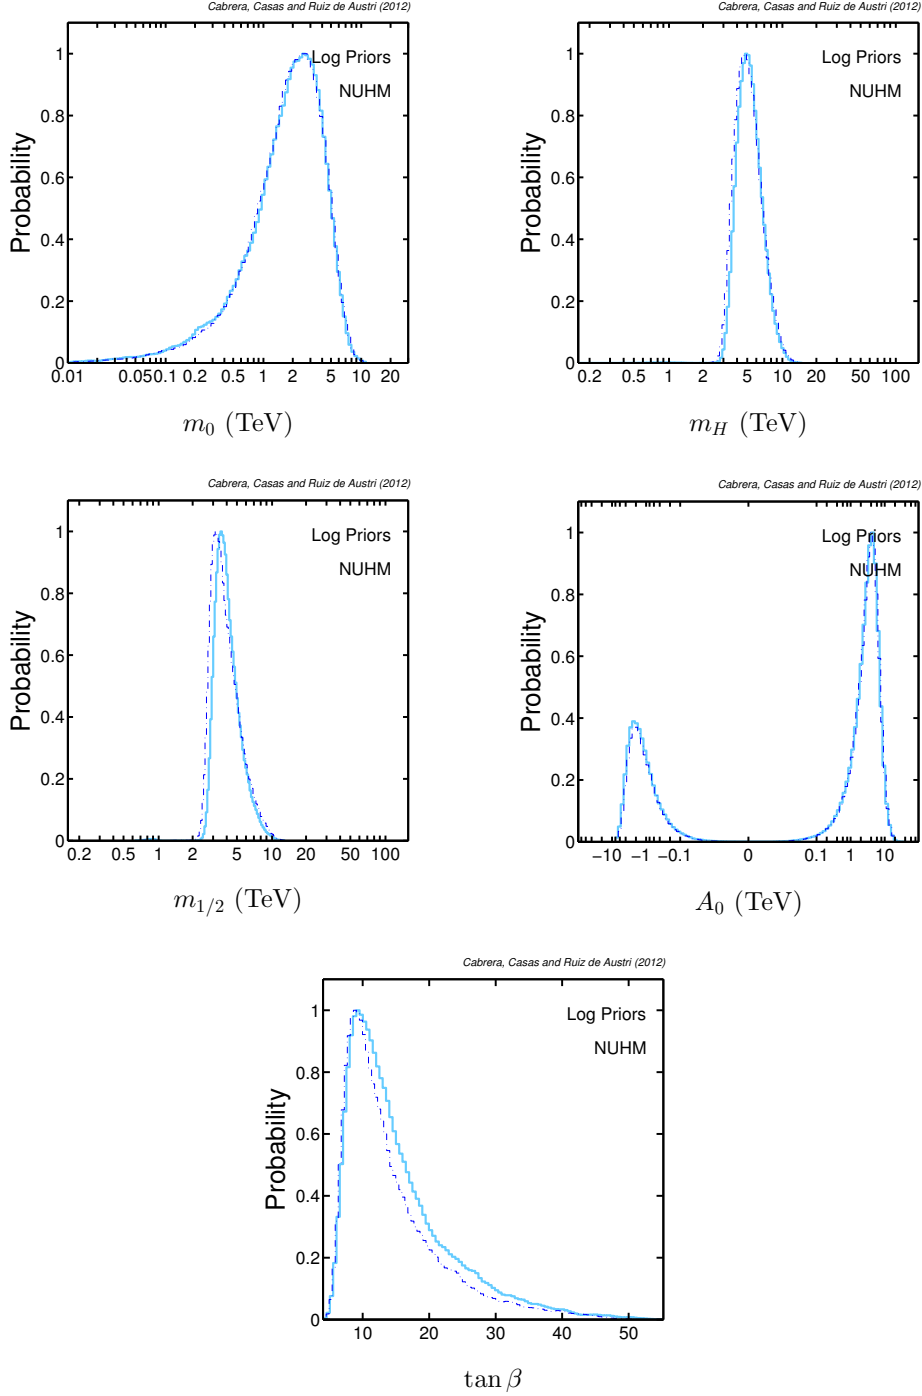 Cabrera, Casas and Ruiz de Austri (2012)
Log Priors
NUHM
Probability
1
0.8
0.6
0.4
0.2
0
0.01 0.05 0.1 0.2 0.5 1 2 5 10 20
m_0 (TeV)
Cabrera, Casas and Ruiz de Austri (2012)
Log Priors
NUHM
Probability
1
0.8
0.6
0.4
0.2
0
0.2 0.5 1 2 5 10 20 50 100
m_H (TeV)
Cabrera, Casas and Ruiz de Austri (2012)
Log Priors
NUHM
Probability
1
0.8
0.6
0.4
0.2
0
0.2 0.5 1 2 5 10 20 50 100
m_{1/2} (TeV)
Cabrera, Casas and Ruiz de Austri (2012)
Log Priors
NUHM
Probability
1
0.8
0.6
0.4
0.2
0
−10 −1 −0.1 0 0.1 1 10
A_0 (TeV)
Cabrera, Casas and Ruiz de Austri (2012)
Log Priors
NUHM
Probability
1
0.8
0.6
0.4
0.2
0
10 20 30 40 50
tan β